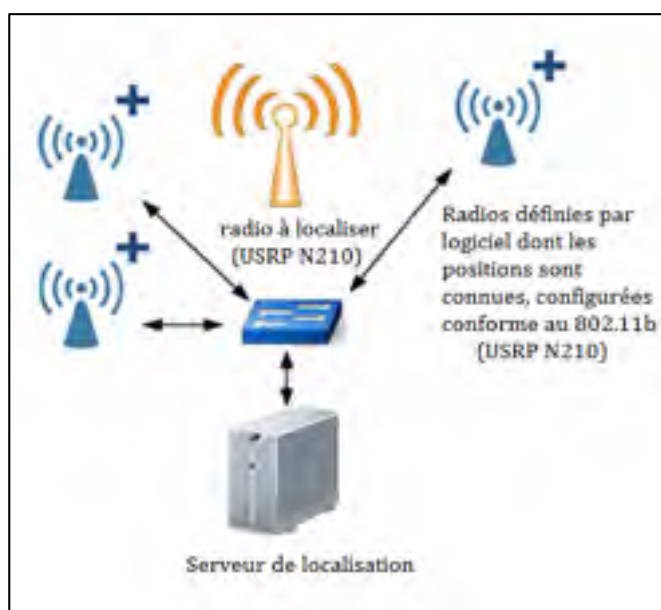 radio à localiser
(USRP N210)
Radios définies par
logiciel dont les
positions sont
connues, configurées
conforme au 802.11b
(USRP N210)
Serveur de localisation